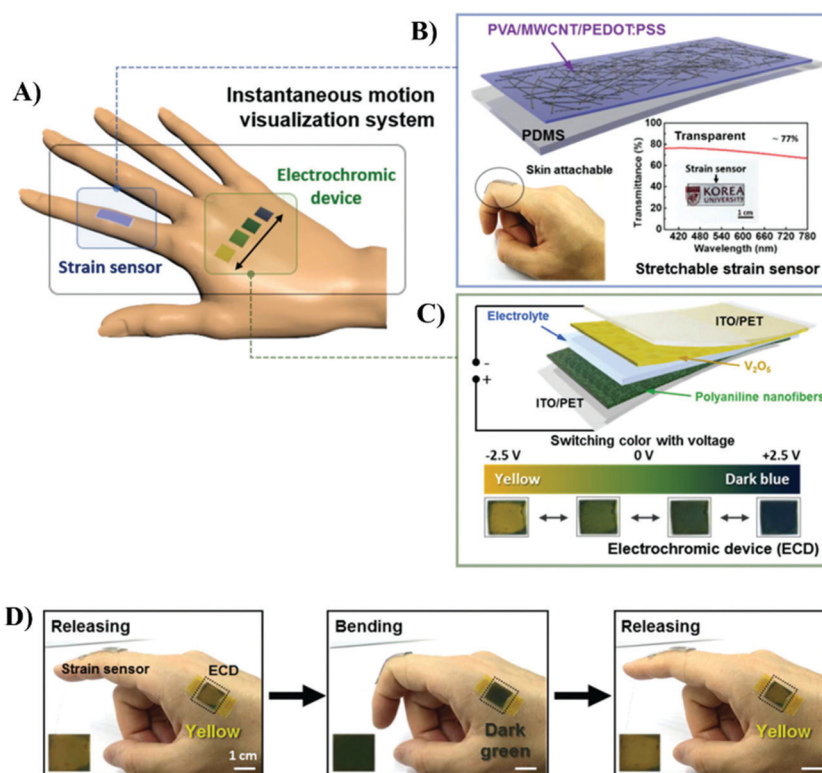 A)
Instantaneous motion
visualization system
Electrochromic
device
Strain sensor
B)
PVA/MWCNT/PEDOT:PSS
PDMS
Skin attachable
Transparent
~ 77%
Strain sensor
KOREA
UNIVERSITY
1 cm
Transmittance (%)
100
80
60
40
20
0
420 480 540 600 660 720 780
Wavelength (nm)
Stretchable strain sensor
C)
Electrolyte
ITO/PET
V₂O₅
-
+
ITO/PET
Polyaniline nanofibers
Switching color with voltage
-2.5 V 0 V +2.5 V
Yellow Dark blue
Electrochromic device (ECD)
D)
Releasing
Strain sensor ECD
Yellow
1 cm
Bending
Dark
green
Releasing
Yellow